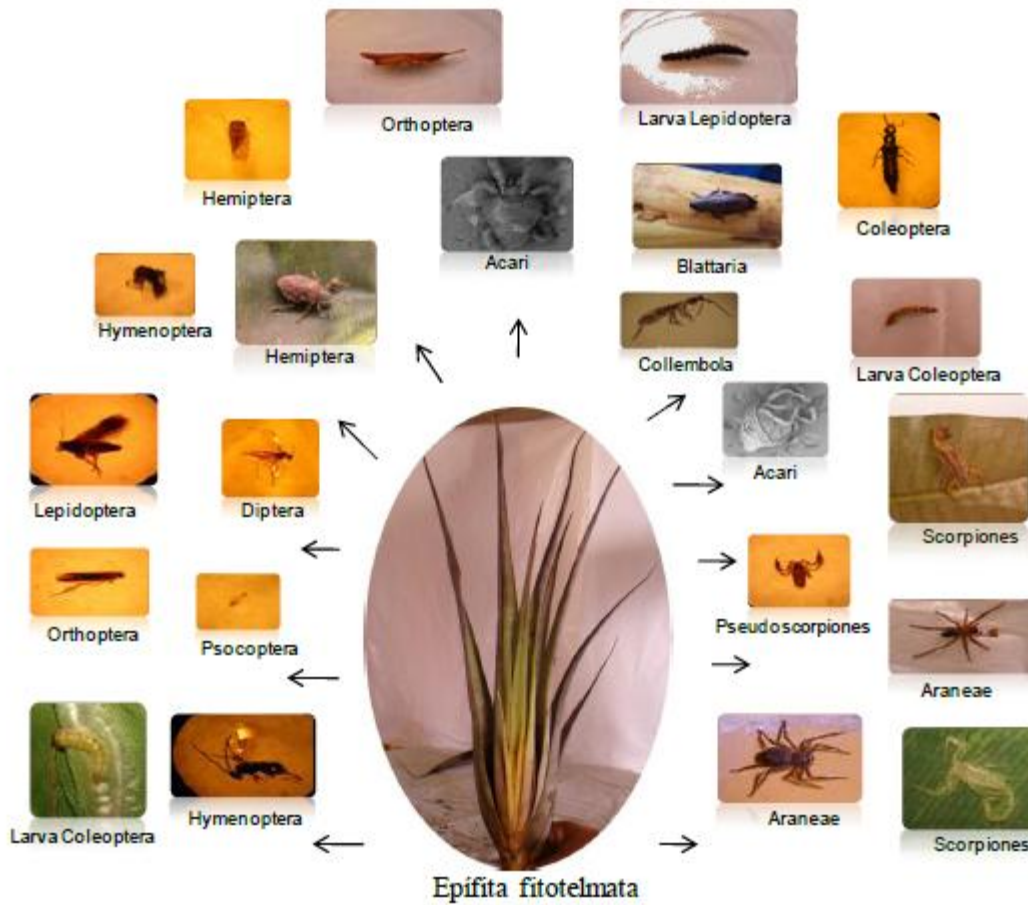 Orthoptera
Larva Lepidoptera
Hemiptera
Acari
Blattaria
Coleoptera
Hymenoptera
Hemiptera
Collembola
Larva Coleoptera
Lepidoptera
Diptera
Acari
Scorpiones
Orthoptera
Psocoptera
Pseudoscorpiones
Araneae
Larva Coleoptera
Hymenoptera
Araneae
Scorpiones
Epífita fitotelmata